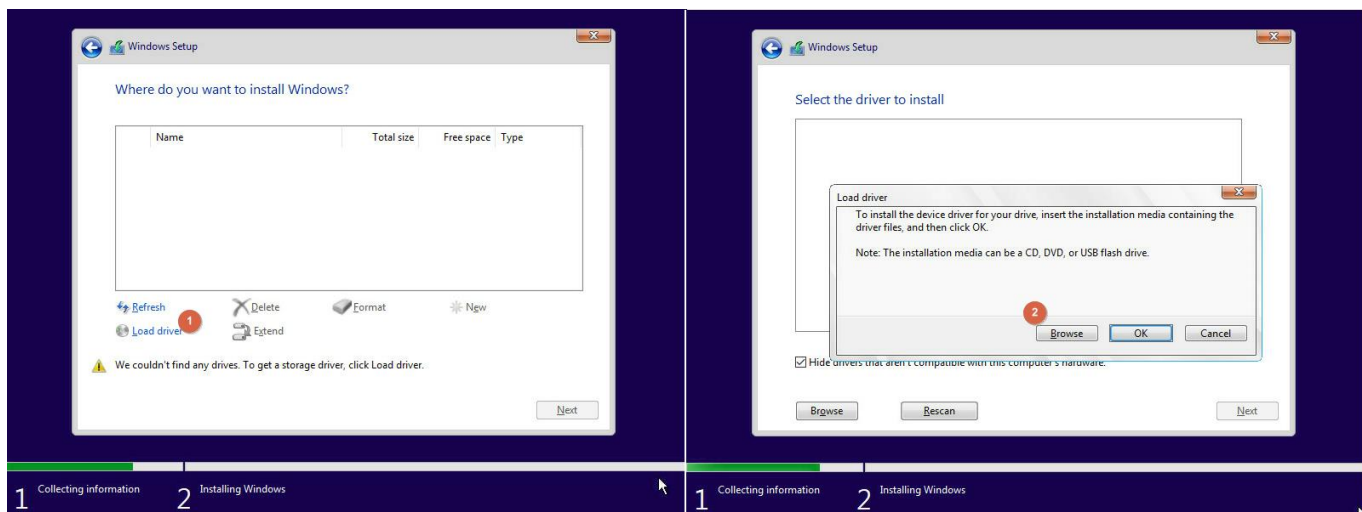 Windows Setup
Where do you want to install Windows?
Name Total size Free space Type
Refresh Delete Format New
1
Load driver Extend
We couldn't find any drives. To get a storage driver, click Load driver.
Next
1 Collecting information 2 Installing Windows
Windows Setup
Select the driver to install
Load driver
To install the device driver for your drive, insert the installation media containing the
driver files, and then click OK.
Note: The installation media can be a CD, DVD, or USB flash drive.
2
Browse OK Cancel
Hide drivers that aren't compatible with this computer's hardware.
Browse Rescan Next
1 Collecting information 2 Installing Windows